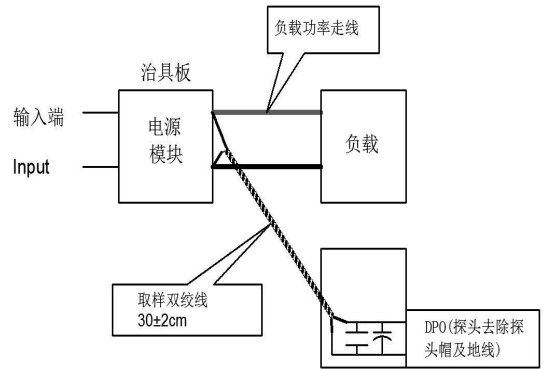 负载功率走线
治具板
输入端
Input
电源
模块
负载
取样双绞线
30±2cm
DPO(探头去除探
头帽及地线)